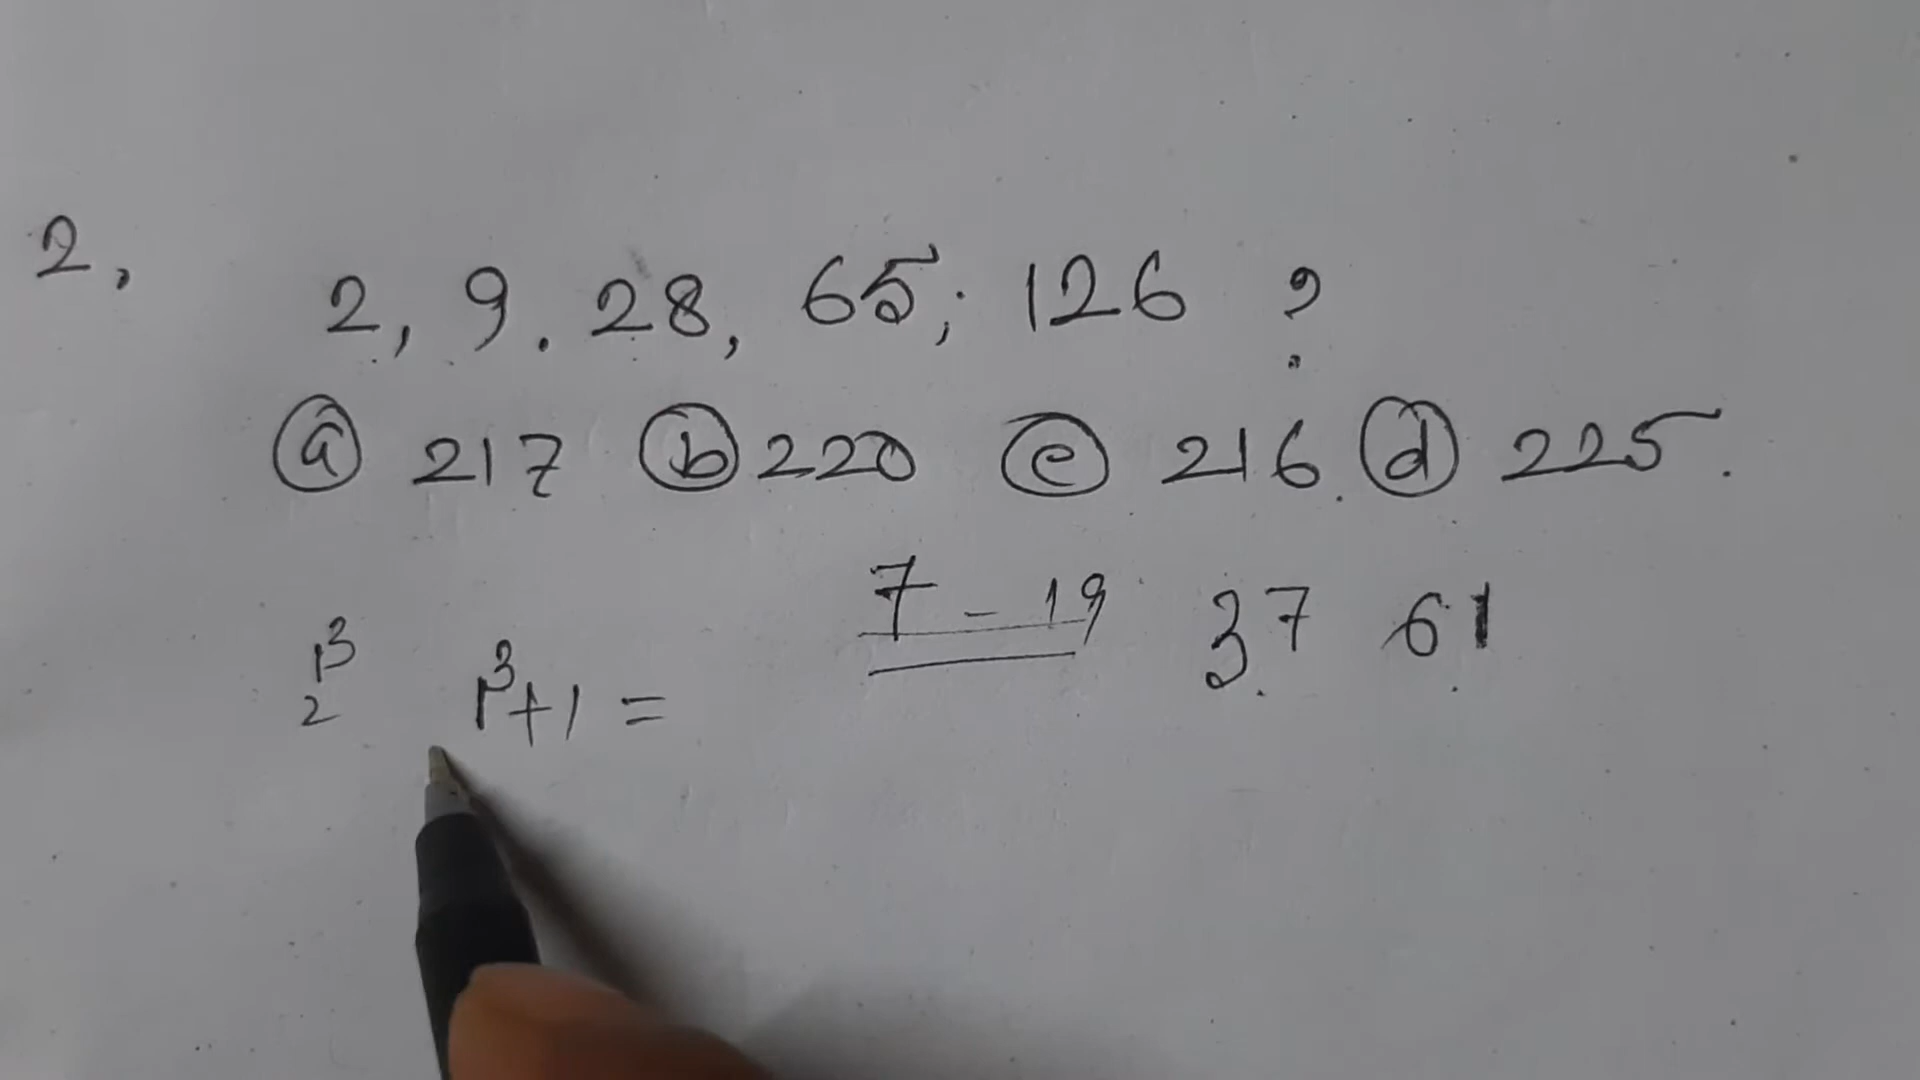 2,
2, 9. 28, 65; 126 ?
ⓐ 217 ⓑ 220 ⓒ 216. ⓓ 225.
7 - 19 37 61
1³ 1³+1 =
2